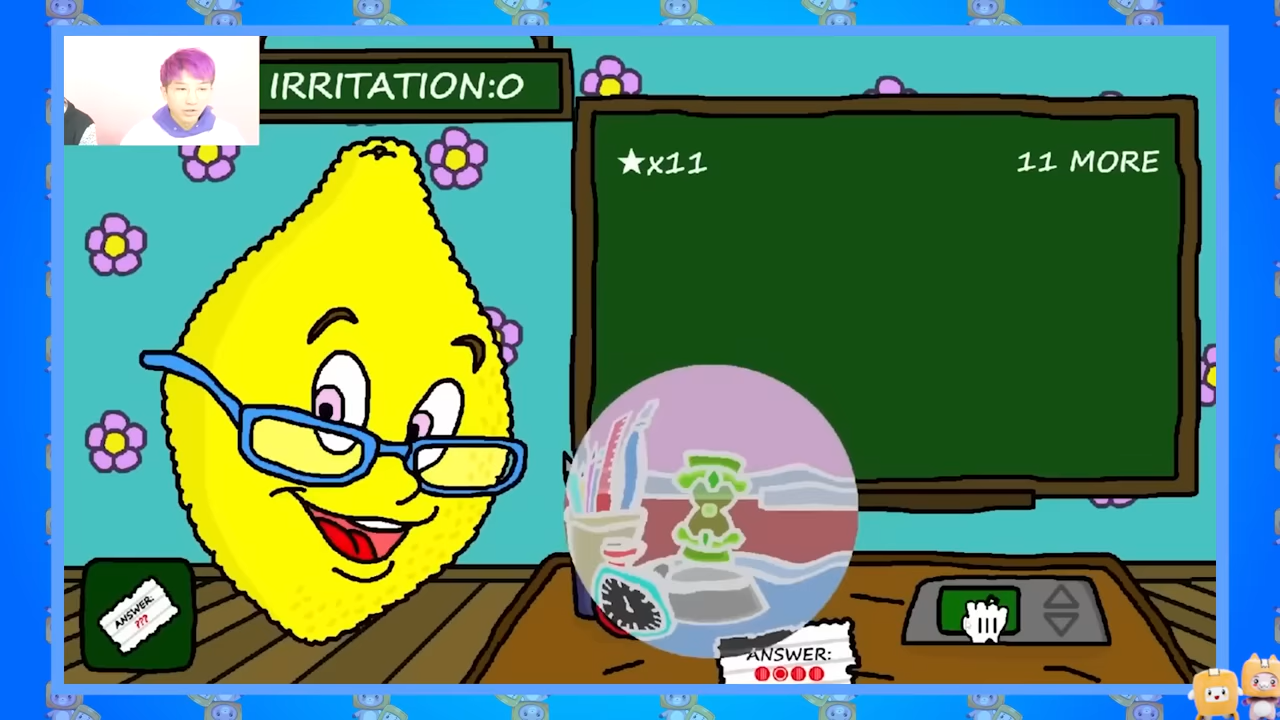 IRRITATION:0
★x11
11 MORE
ANSWER:
???
ANSWER: